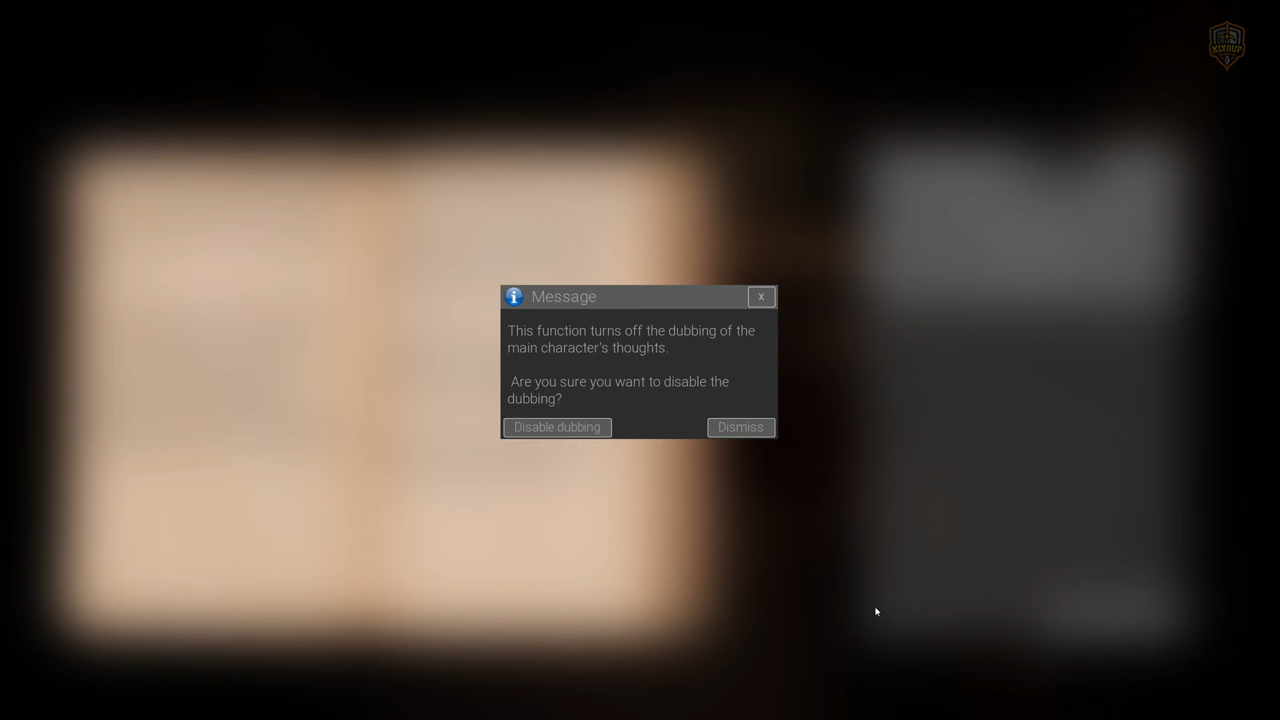 KIXOUP
Message
x
This function turns off the dubbing of the
main character's thoughts.
Are you sure you want to disable the
dubbing?
Disable dubbing
Dismiss